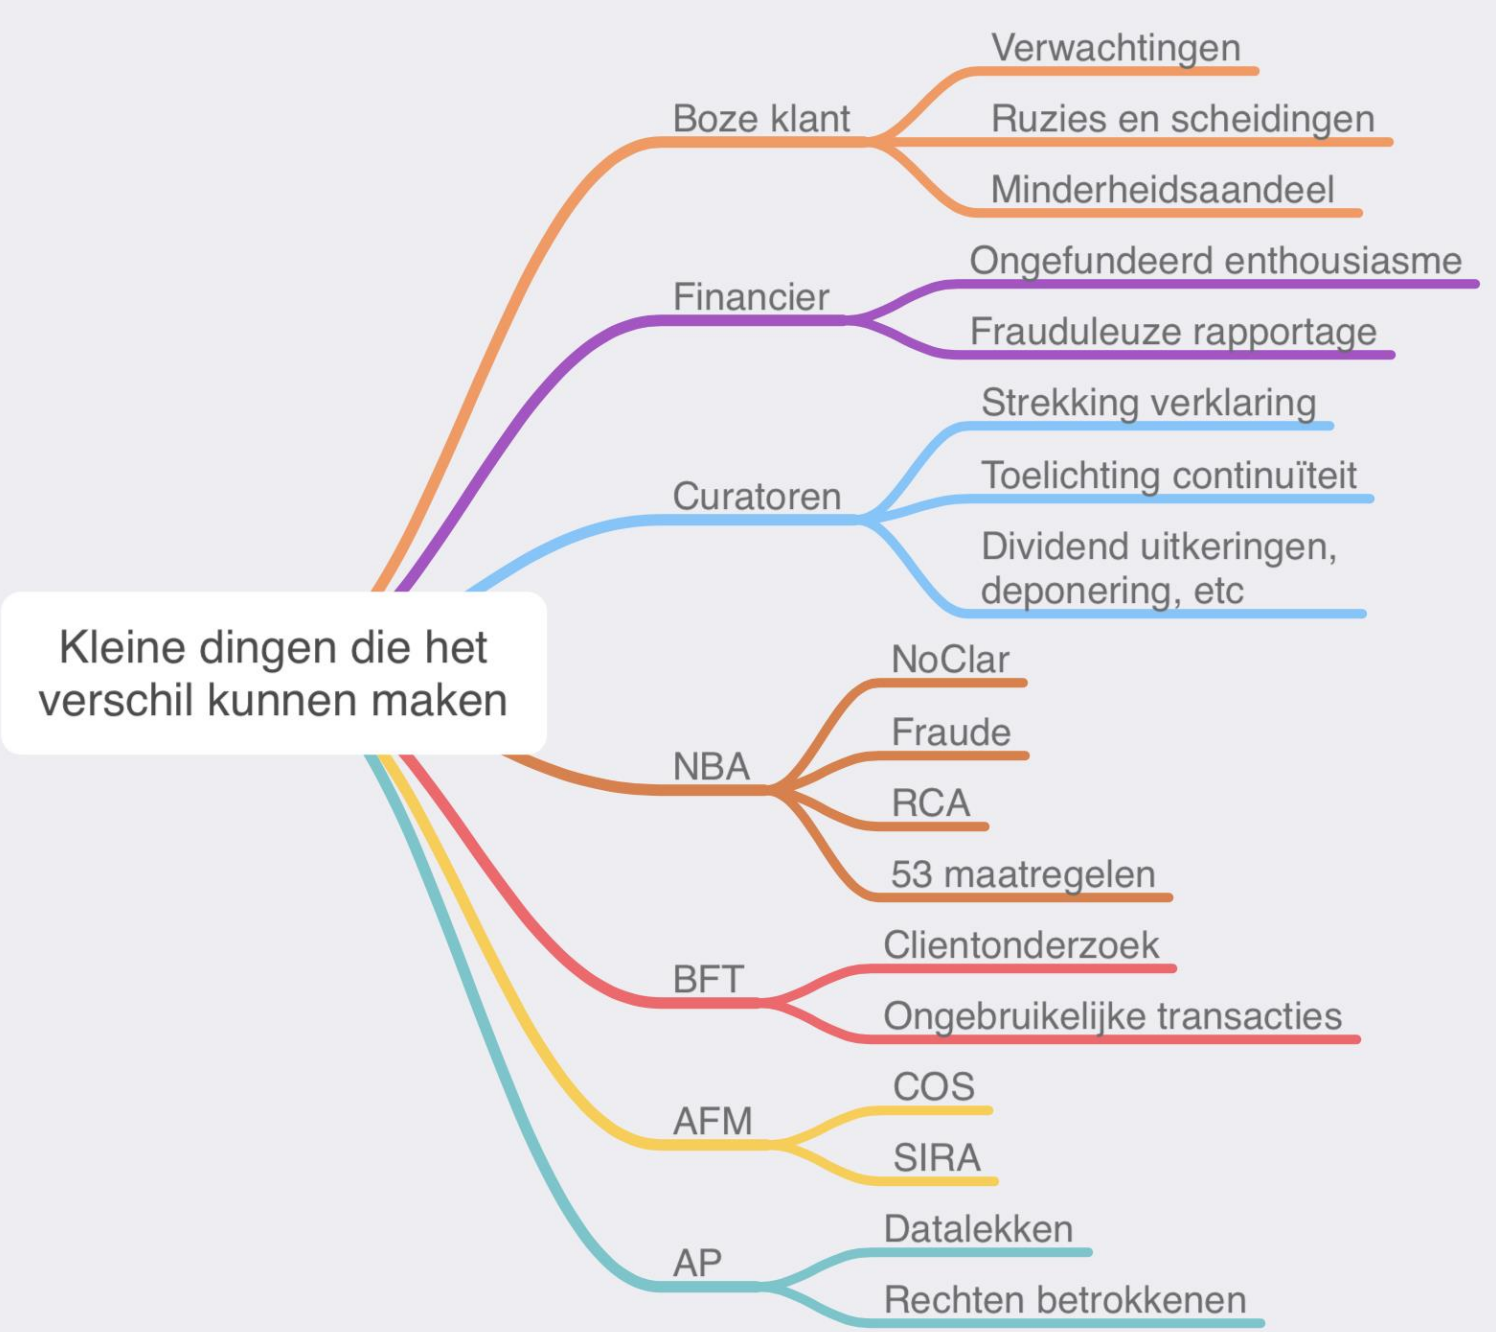 Kleine dingen die het
verschil kunnen maken
Boze klant
Verwachtingen
Ruzies en scheidingen
Minderheidsaandeel
Financier
Ongefundeerd enthousiasme
Frauduleuze rapportage
Curatoren
Strekking verklaring
Toelichting continuïteit
Dividend uitkeringen,
deponering, etc
NBA
NoClar
Fraude
RCA
53 maatregelen
BFT
Clientonderzoek
Ongebruikelijke transacties
AFM
COS
SIRA
AP
Datalekken
Rechten betrokkenen